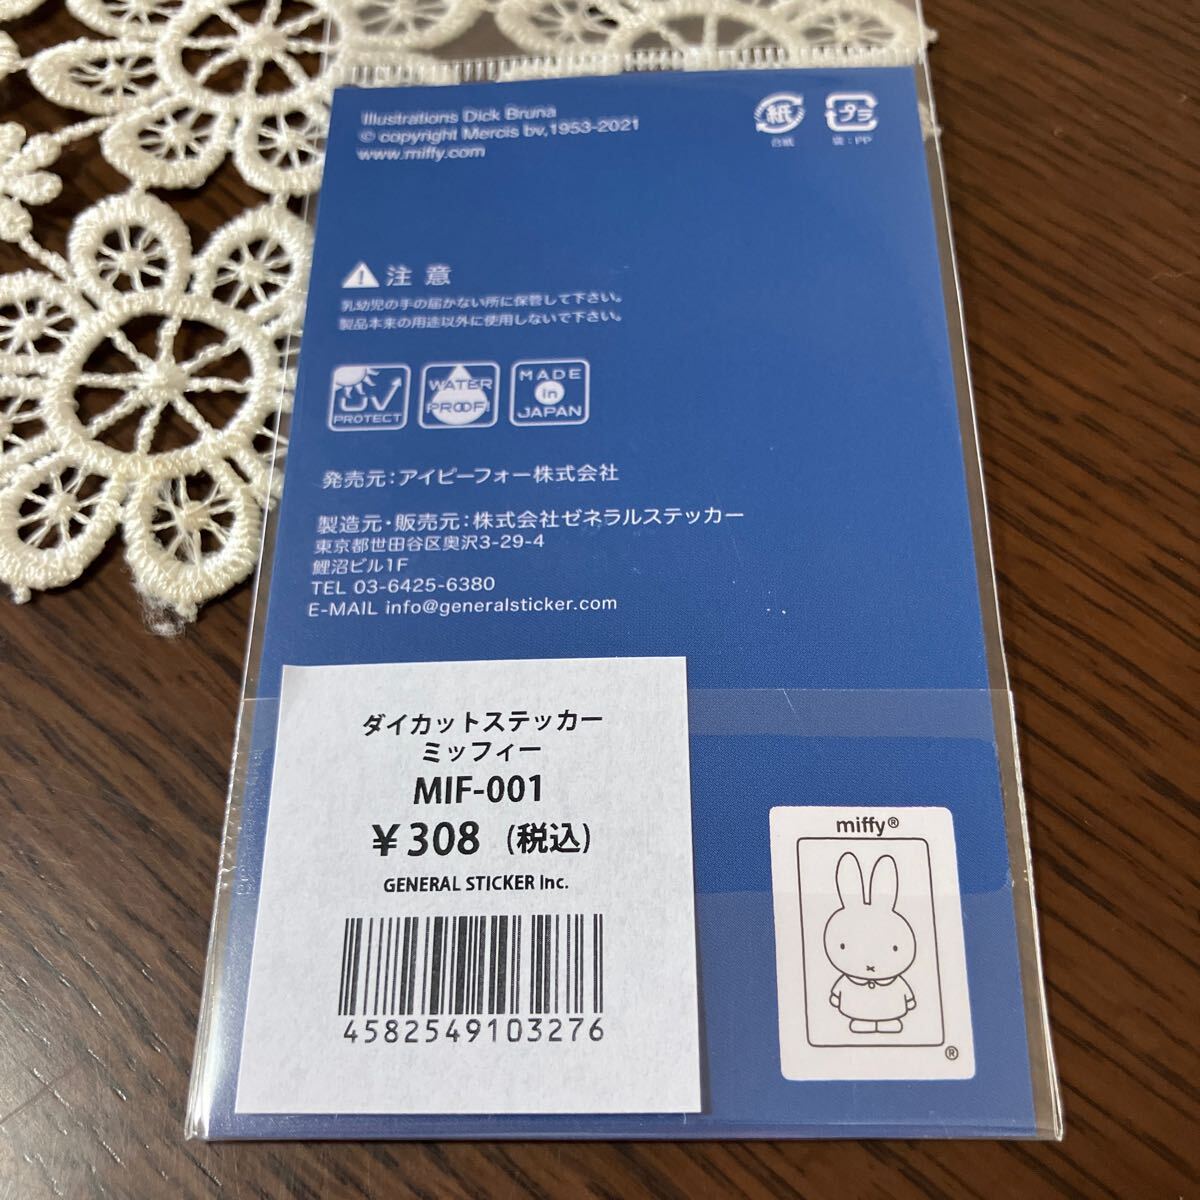 Illustrations Dick Bruna
© copyright Mercis bv,1953-2021
www.miffy.com
紙
台紙
プラ
袋:PP
注意
乳幼児の手の届かない所に保管して下さい。
製品本来の用途以外に使用しないで下さい。
UV
PROTECT
WATER
PROOF!
MADE
in
JAPAN
発売元:アイピーフォー株式会社
製造元・販売元:株式会社ゼネラルステッカー
東京都世田谷区奥沢3-29-4
鯉沼ビル1F
TEL 03-6425-6380
E-MAIL info@generalsticker.com
ダイカットステッカー
ミッフィー
MIF-001
¥308 (税込)
GENERAL STICKER Inc.
4582549103276
miffy®
®